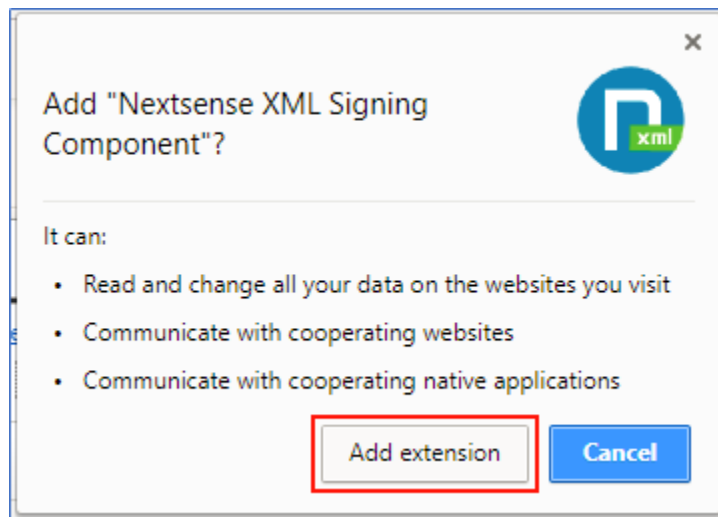 Add "Nextsense XML Signing
Component"?
xml
It can:
• Read and change all your data on the websites you visit
• Communicate with cooperating websites
• Communicate with cooperating native applications
Add extension
Cancel